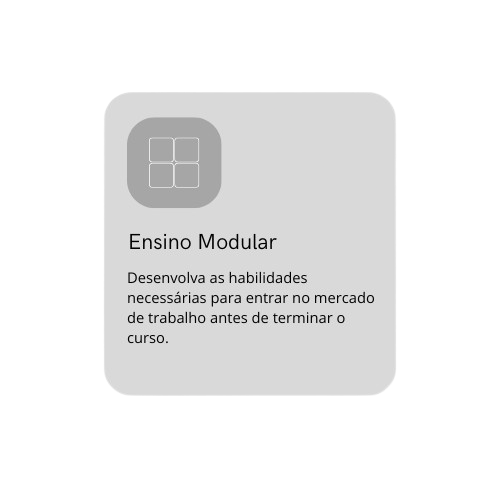 Ensino Modular
Desenvolva as habilidades
necessárias para entrar no mercado
de trabalho antes de terminar o
curso.